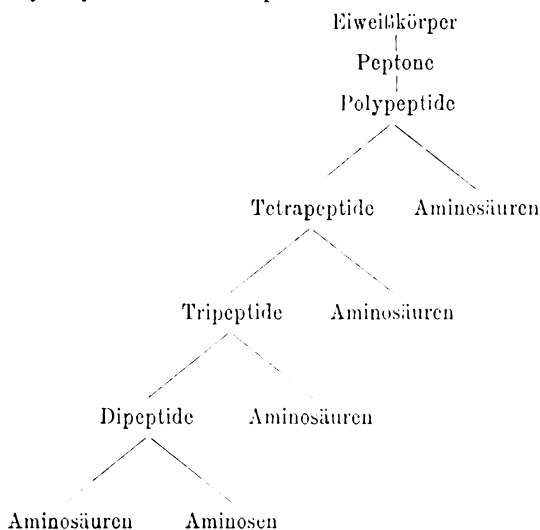 Eiweißkörper
Peptone
Polypeptide
Tetrapeptide Aminosäuren
Tripeptide Aminosäuren
Dipeptide Aminosäuren
Aminosäuren Aminosen